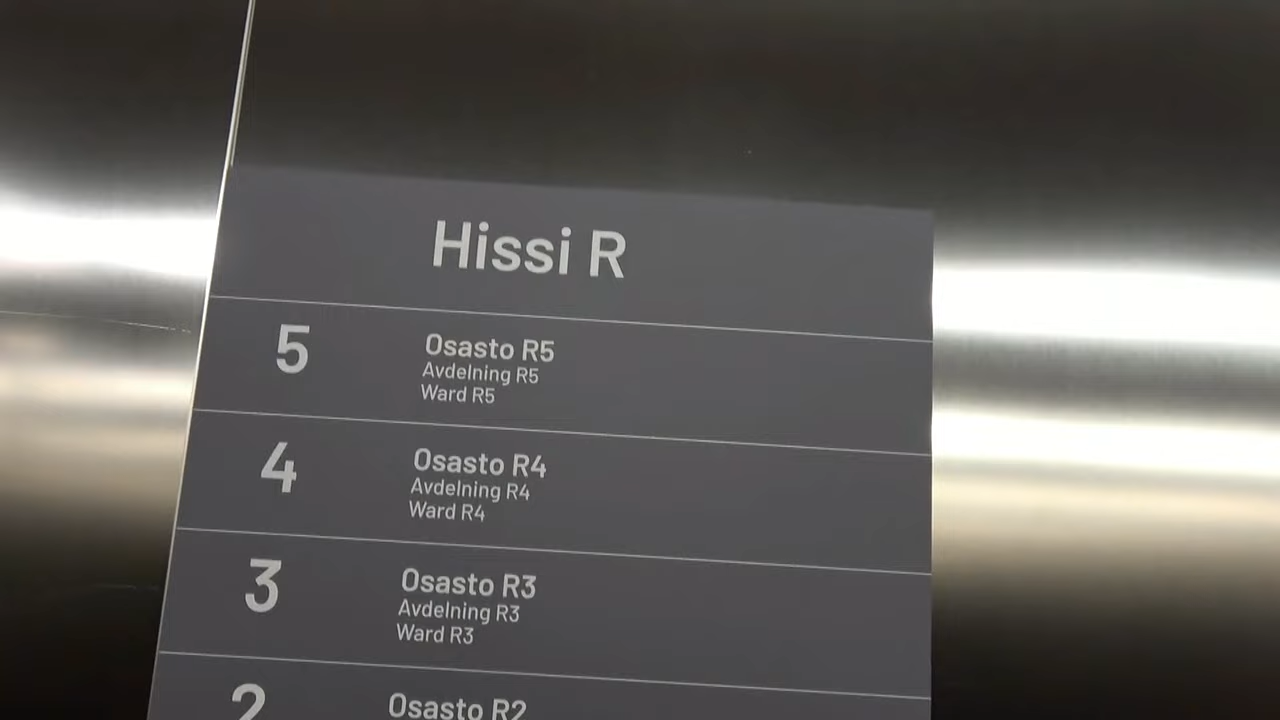 Hissi R
5
Osasto R5
Avdelning R5
Ward R5
4
Osasto R4
Avdelning R4
Ward R4
3
Osasto R3
Avdelning R3
Ward R3
2
Osasto R2